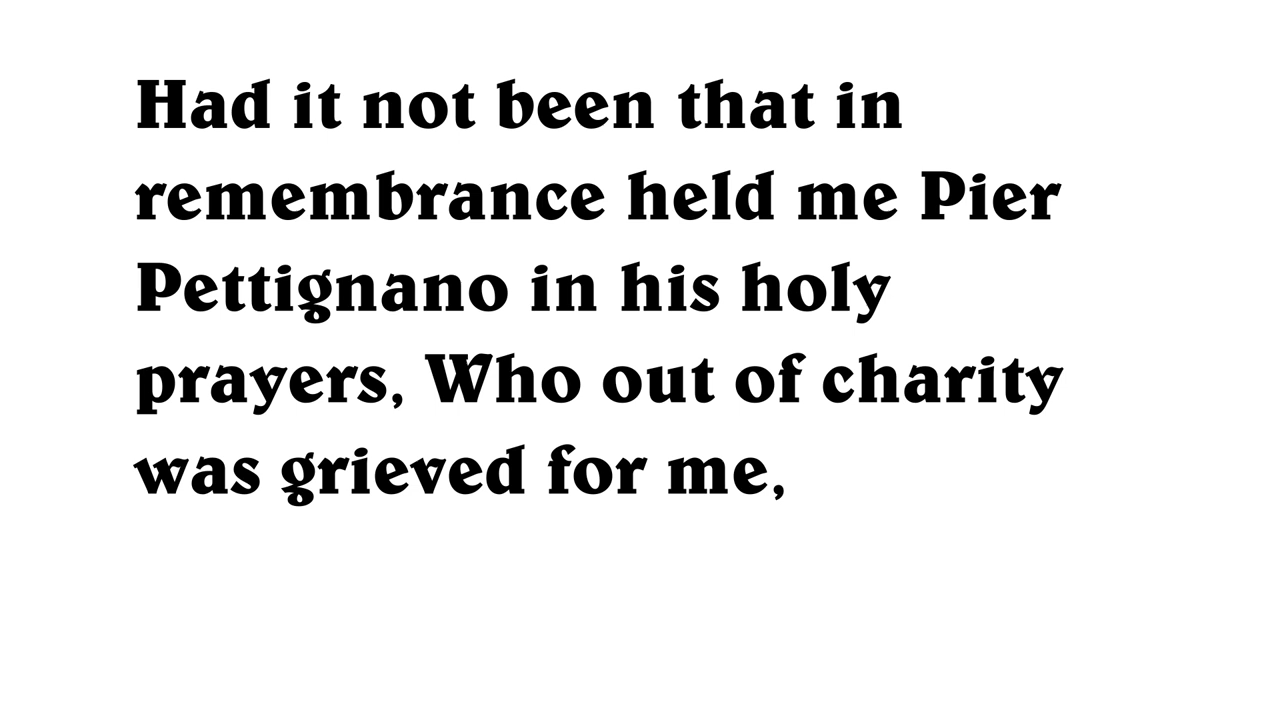 Had it not been that in
remembrance held me Pier
Pettignano in his holy
prayers, Who out of charity
was grieved for me,